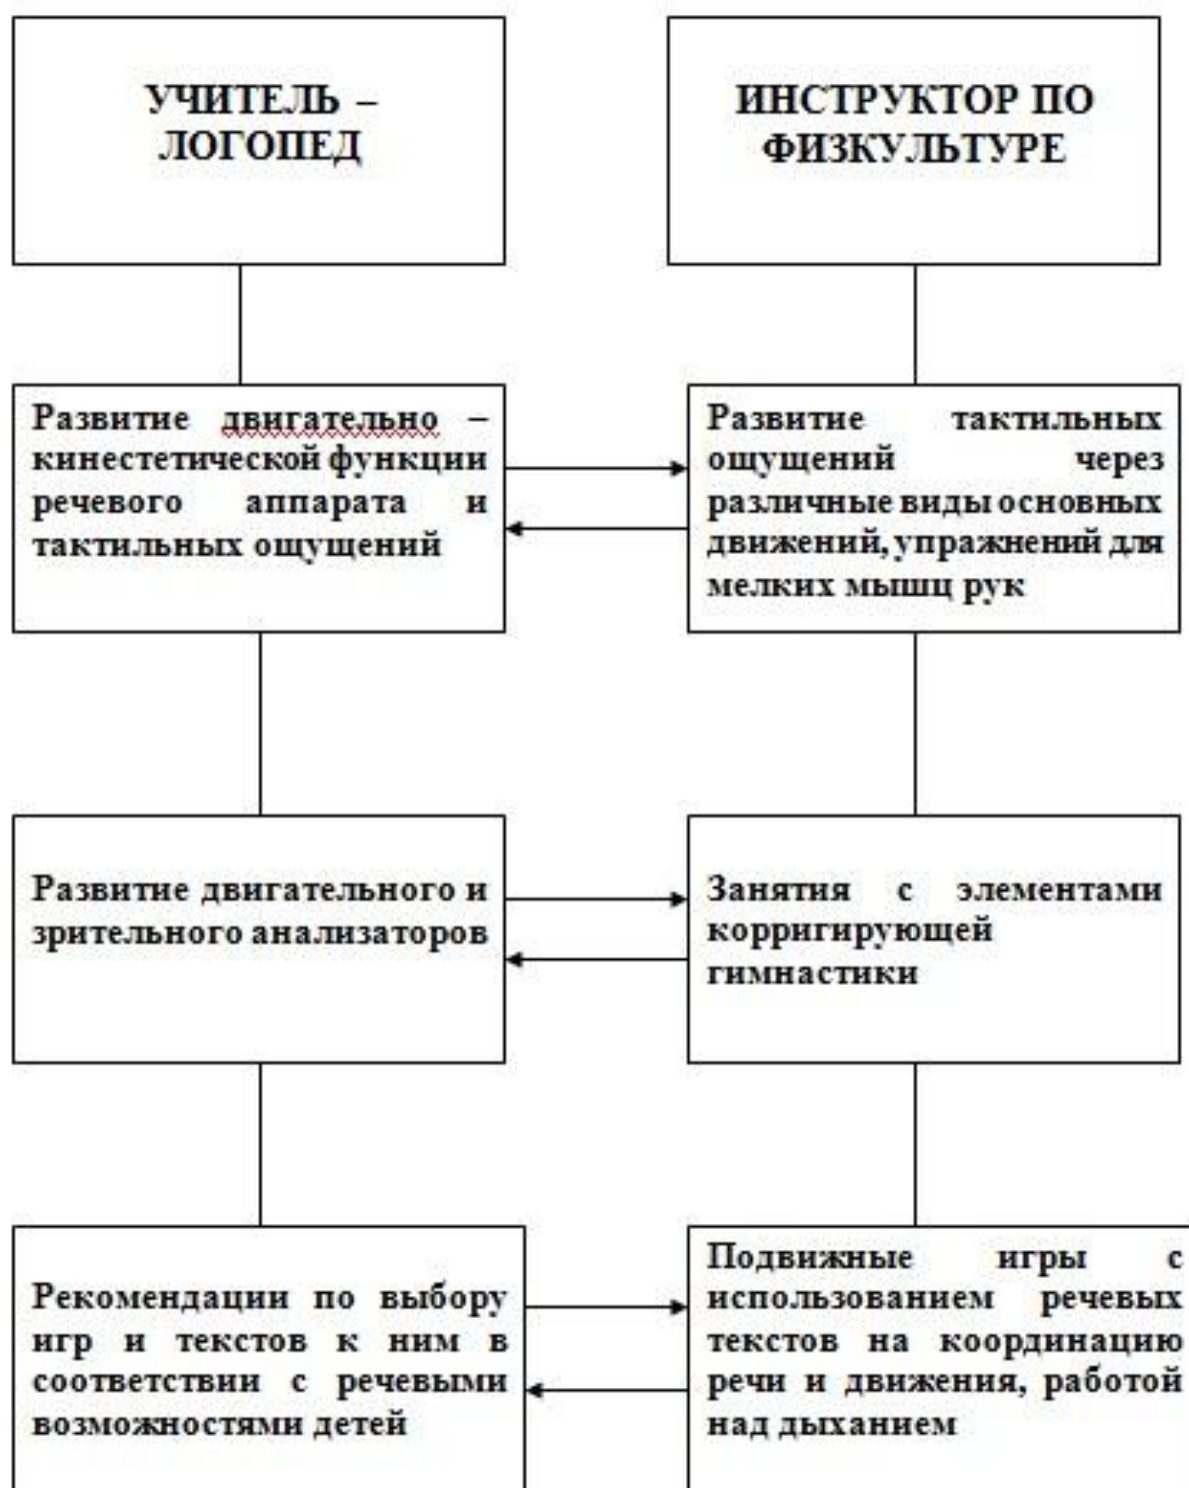 УЧИТЕЛЬ –
ЛОГОПЕД
ИНСТРУКТОР ПО
ФИЗКУЛЬТУРЕ
Развитие двигательно –
кинестетической функции
речевого аппарата и
тактильных ощущений
Развитие тактильных
ощущений через
различные виды основных
движений, упражнений для
мелких мышц рук
Развитие двигательного и
зрительного анализаторов
Занятия с элементами
корригирующей
гимнастики
Рекомендации по выбору
игр и текстов к ним в
соответствии с речевыми
возможностями детей
Подвижные игры с
использованием речевых
текстов на координацию
речи и движения, работой
над дыханием